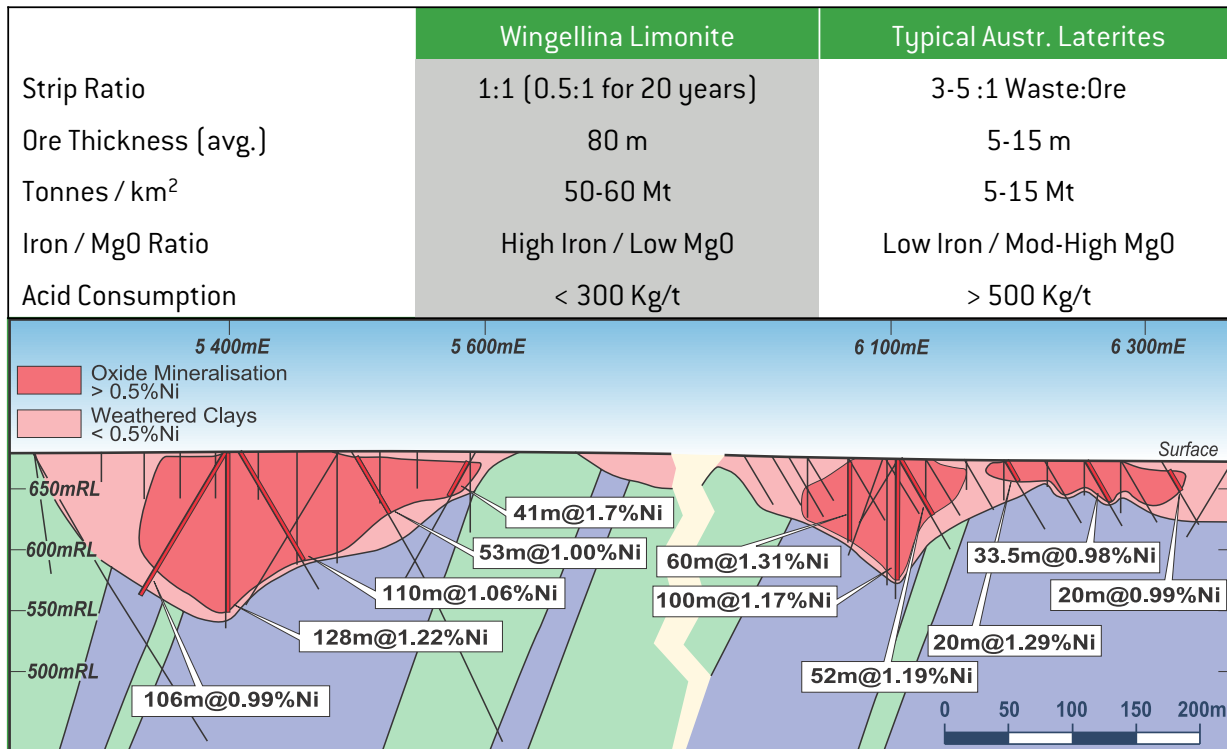 Wingellina Limonite Typical Austr. Laterites
Strip Ratio 1:1 (0.5:1 for 20 years) 3-5 :1 Waste:Ore
Ore Thickness (avg.) 80 m 5-15 m
Tonnes / km² 50-60 Mt 5-15 Mt
Iron / MgO Ratio High Iron / Low MgO Low Iron / Mod-High MgO
Acid Consumption < 300 Kg/t > 500 Kg/t
5 400mE 5 600mE 6 100mE 6 300mE
Oxide Mineralisation
> 0.5%Ni
Weathered Clays
< 0.5%Ni
Surface
650mRL
600mRL
550mRL
500mRL
41m@1.7%Ni
53m@1.00%Ni
110m@1.06%Ni
128m@1.22%Ni
106m@0.99%Ni
60m@1.31%Ni
100m@1.17%Ni
52m@1.19%Ni
33.5m@0.98%Ni
20m@0.99%Ni
20m@1.29%Ni
0 50 100 150 200m